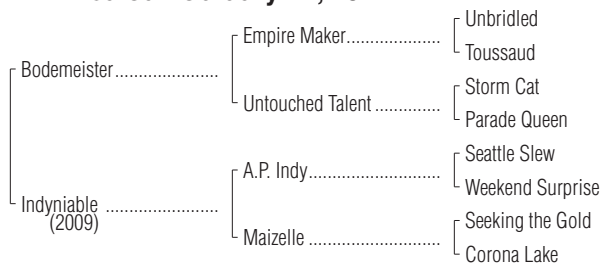 Unbridled
Empire Maker
Toussaud
Bodemeister
Storm Cat
Untouched Talent
Parade Queen
Seattle Slew
A.P. Indy
Weekend Surprise
Indyniable
(2009)
Seeking the Gold
Maizelle
Corona Lake